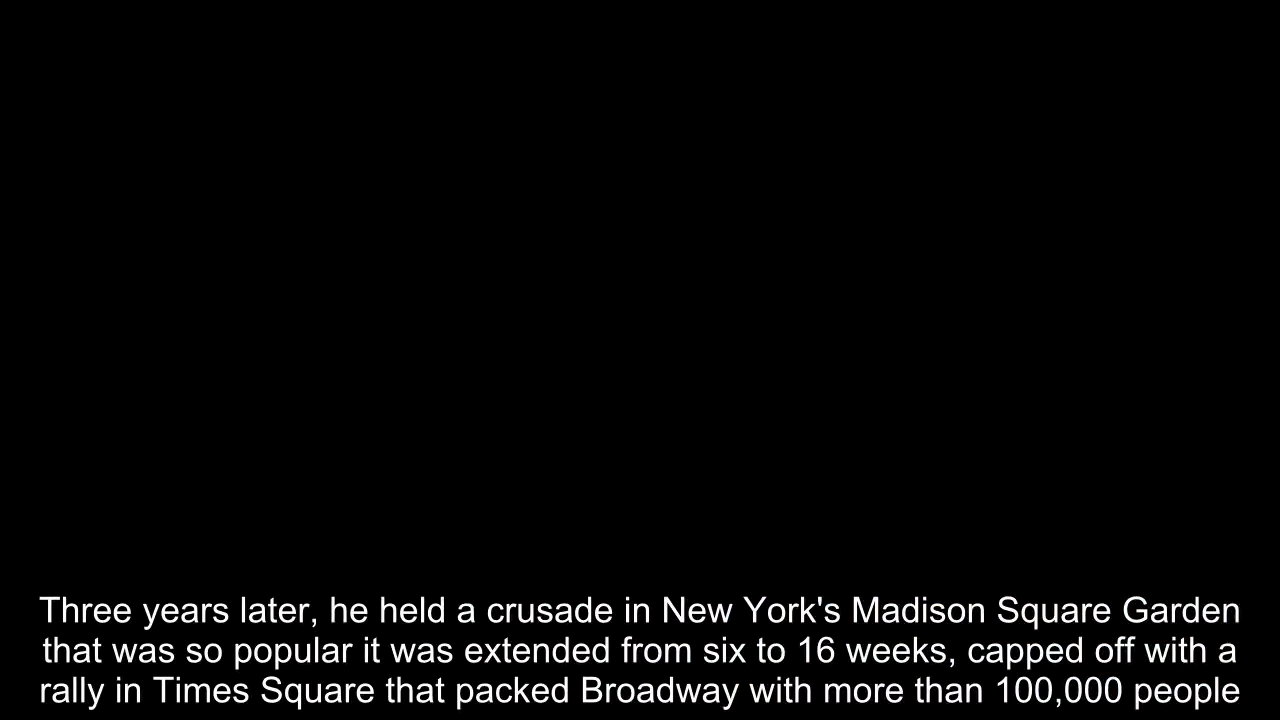 Three years later, he held a crusade in New York's Madison Square Garden
that was so popular it was extended from six to 16 weeks, capped off with a
rally in Times Square that packed Broadway with more than 100,000 people